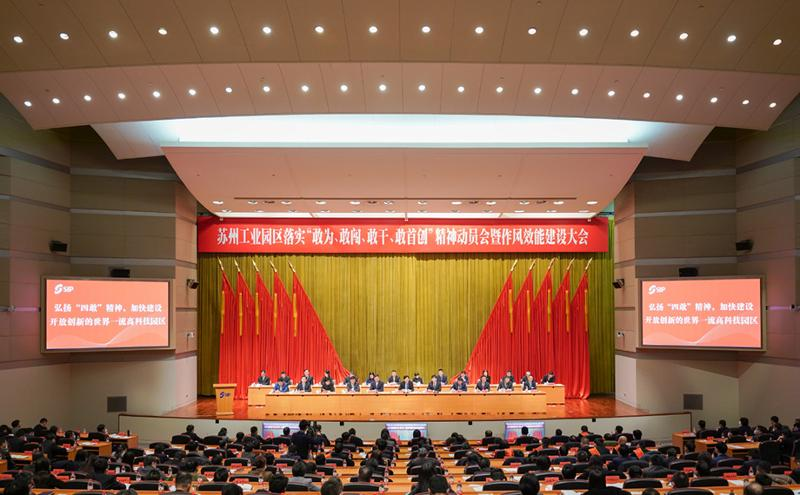 苏州工业园区落实“敢为、敢闯、敢干、敢首创”精神动员会暨作风效能建设大会
SIP
弘扬“四敢”精神，加快建设
开放创新的世界一流高科技园区
SIP
弘扬“四敢”精神，加快建设
开放创新的世界一流高科技园区